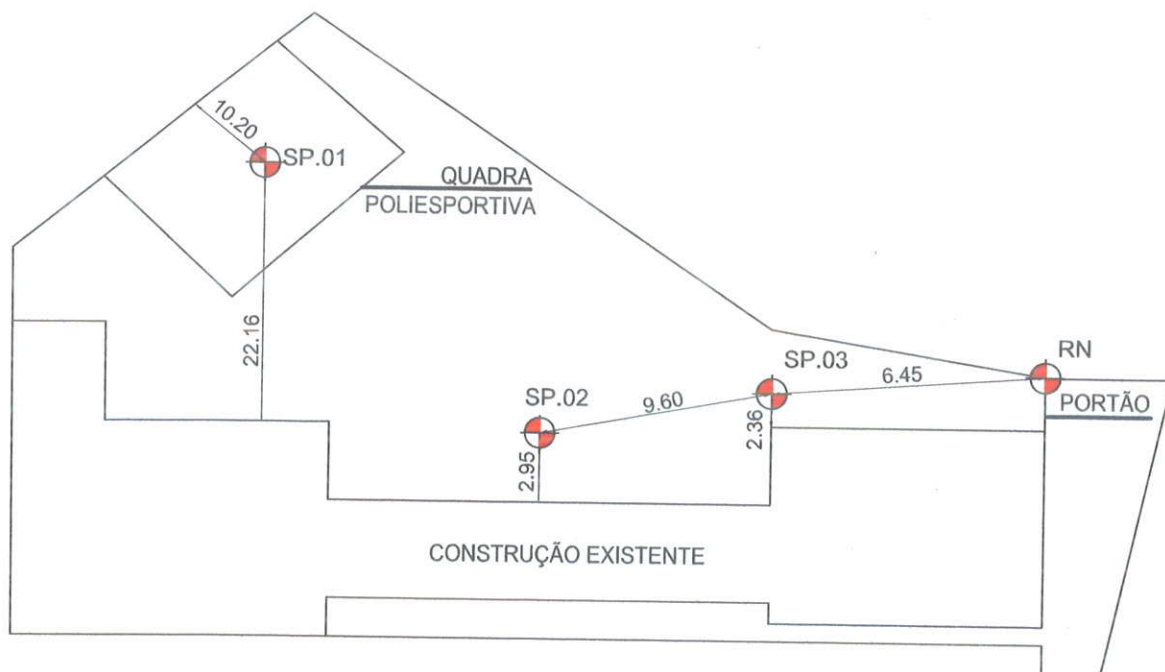 10.20
SP.01
QUADRA
POLIESPORTIVA
22.16
SP.02
2.95
9.60
SP.03
2.36
6.45
RN
PORTÃO
CONSTRUÇÃO EXISTENTE